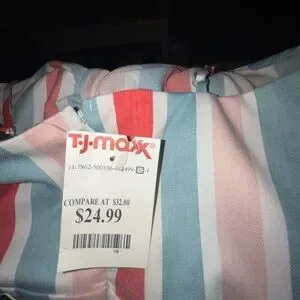 T·J·maxx
COMPARE AT $32.00
$24.99